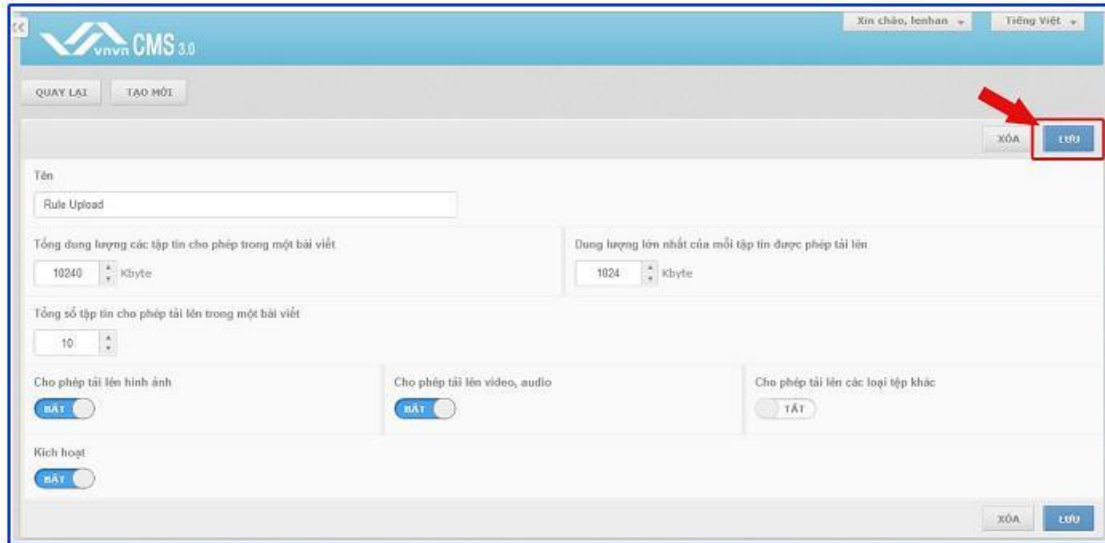 Xin chào, lenhan
Tiếng Việt
vnvn CMS 3.0
QUAY LẠI
TẠO MỚI
XÓA
LƯU
Tên
Rule Upload
Tổng dung lượng các tập tin cho phép trong một bài viết
Dung lượng lớn nhất của mỗi tập tin được phép tải lên
10240 Kbyte
1024 Kbyte
Tổng số tập tin cho phép tải lên trong một bài viết
10
Cho phép tải lên hình ảnh
Cho phép tải lên video, audio
Cho phép tải lên các loại tệp khác
BẬT
BẬT
TẮT
Kích hoạt
BẬT
XÓA
LƯU